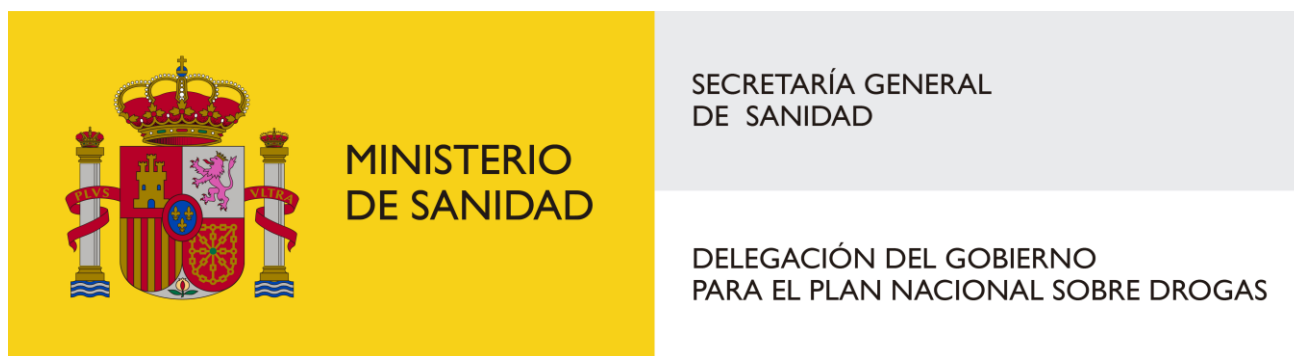 PLVS
VLTRA
MINISTERIO
DE SANIDAD
SECRETARÍA GENERAL
DE SANIDAD
DELEGACIÓN DEL GOBIERNO
PARA EL PLAN NACIONAL SOBRE DROGAS